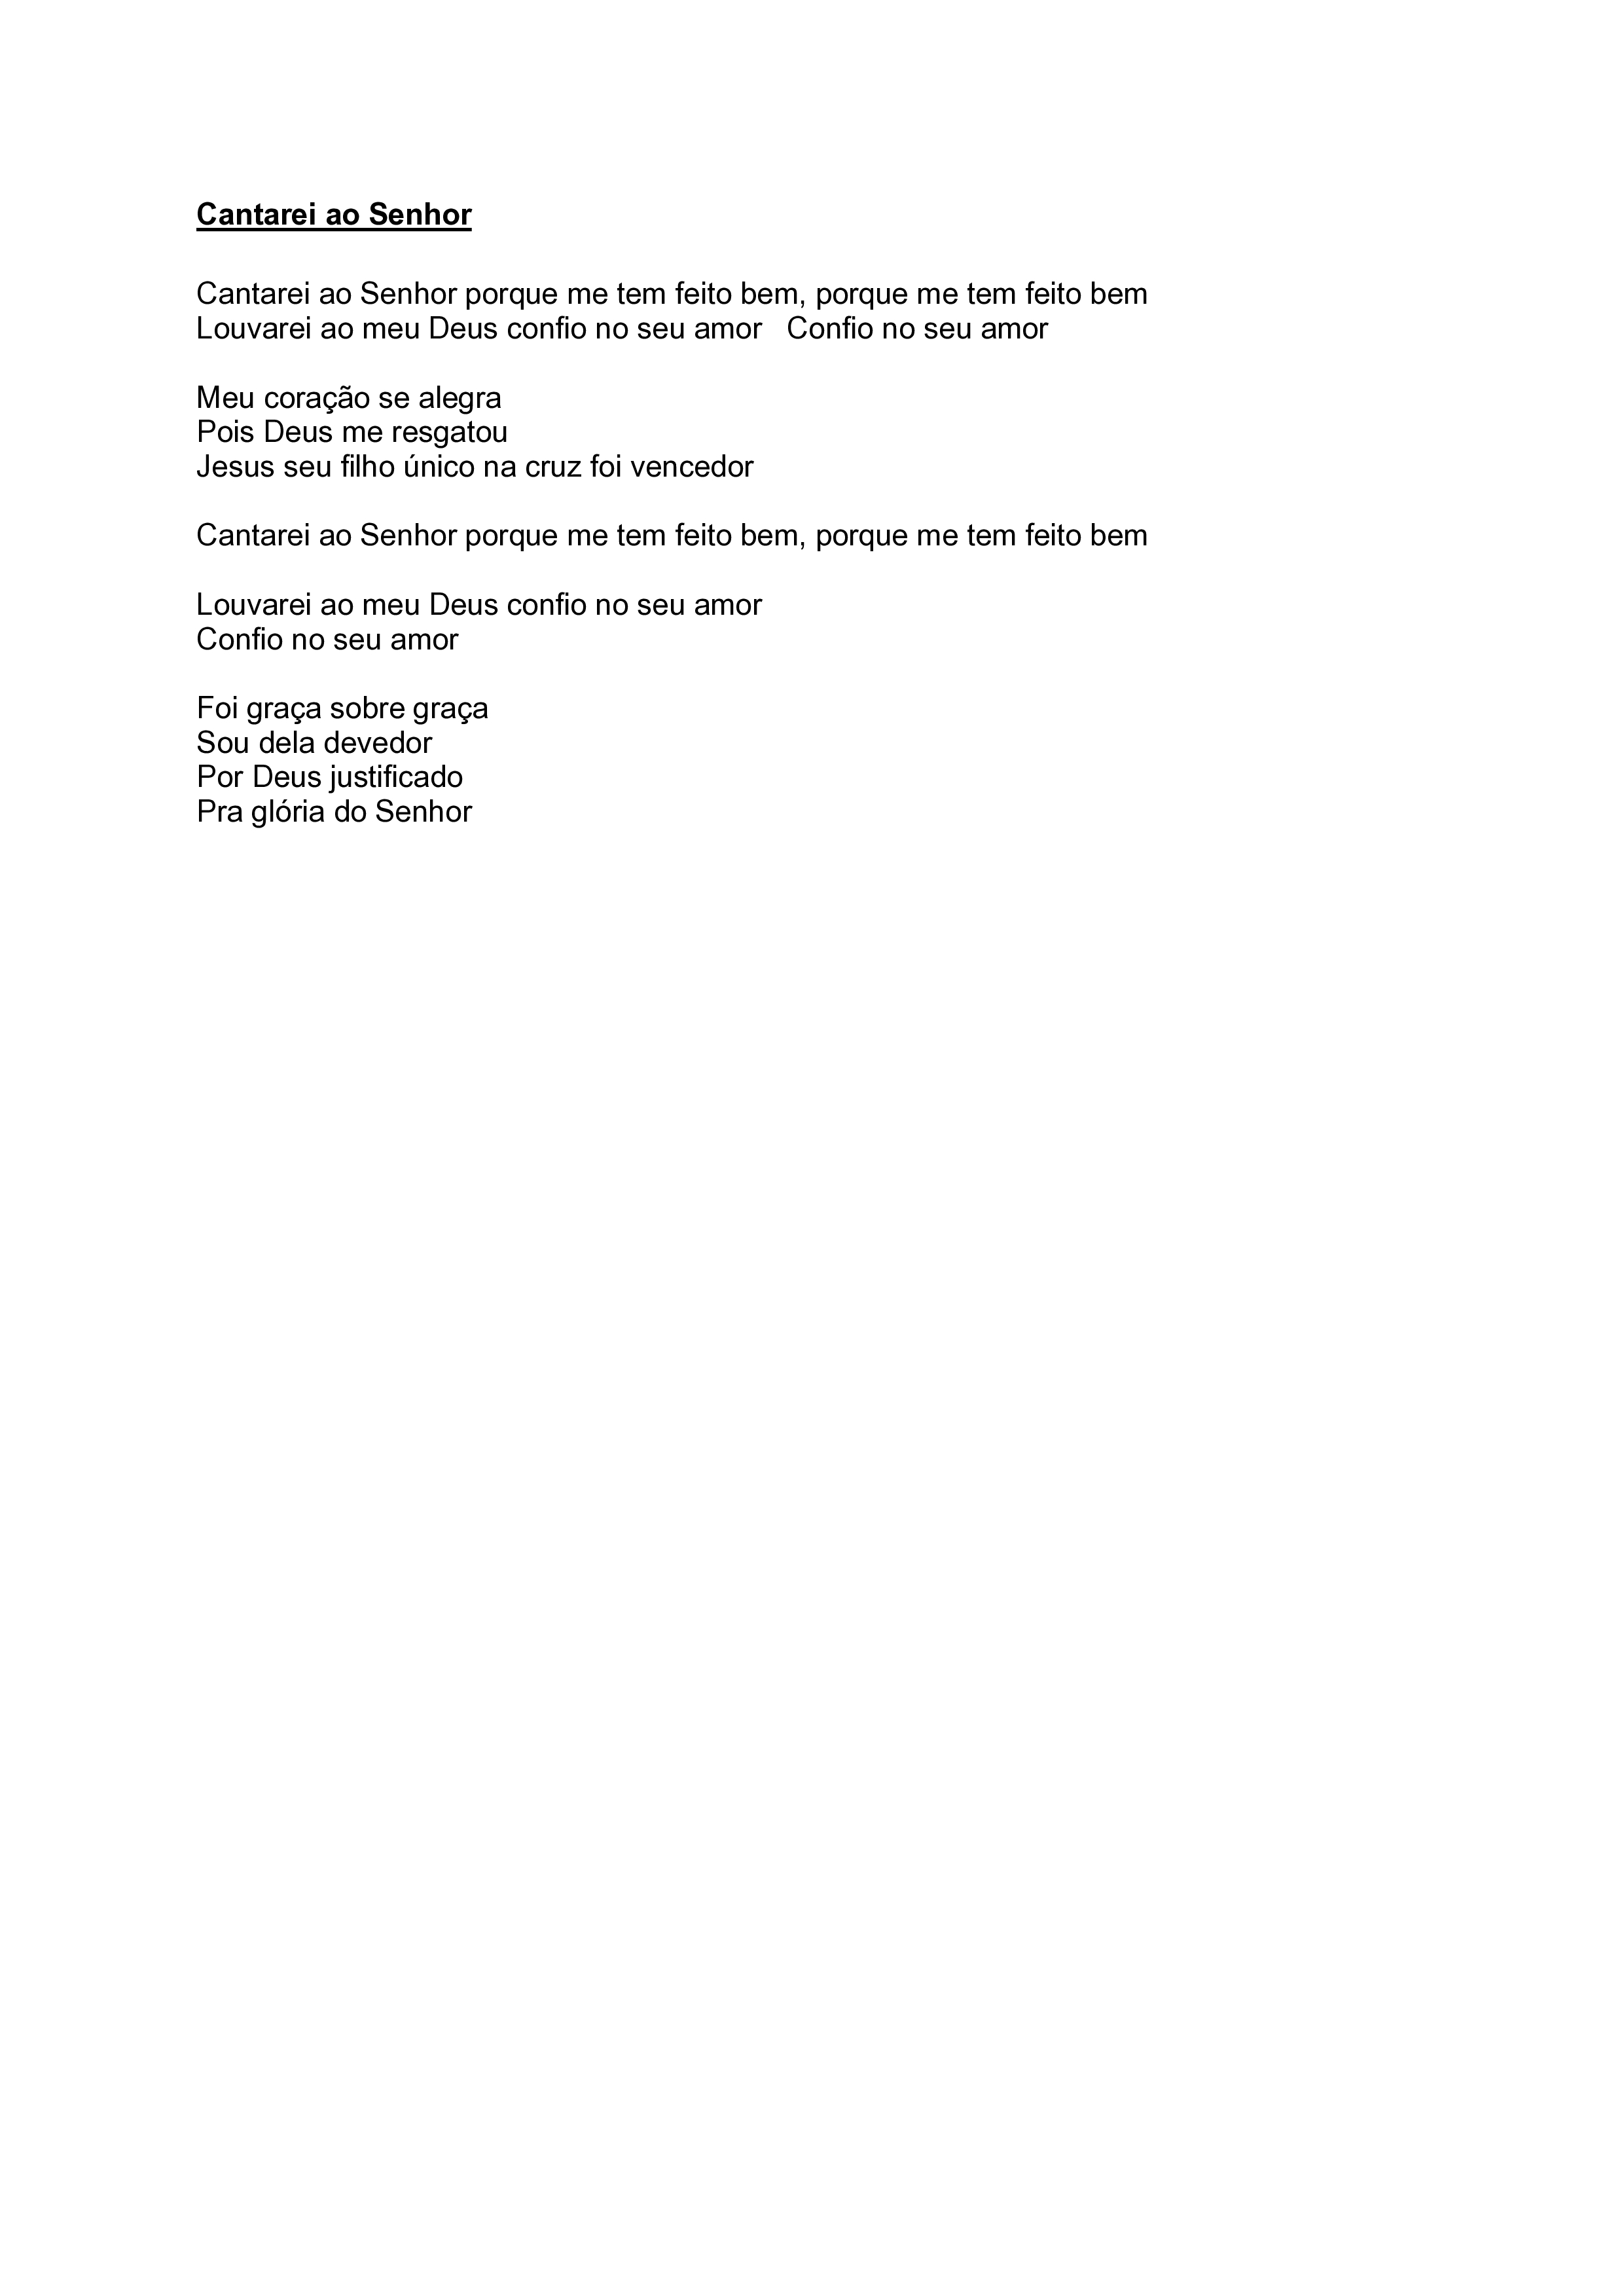 Cantarei ao Senhor
Cantarei ao Senhor porque me tem feito bem, porque me tem feito bem
Louvarei ao meu Deus confio no seu amor   Confio no seu amor
Meu coração se alegra
Pois Deus me resgatou
Jesus seu filho único na cruz foi vencedor
Cantarei ao Senhor porque me tem feito bem, porque me tem feito bem
Louvarei ao meu Deus confio no seu amor
Confio no seu amor
Foi graça sobre graça
Sou dela devedor
Por Deus justificado
Pra glória do Senhor